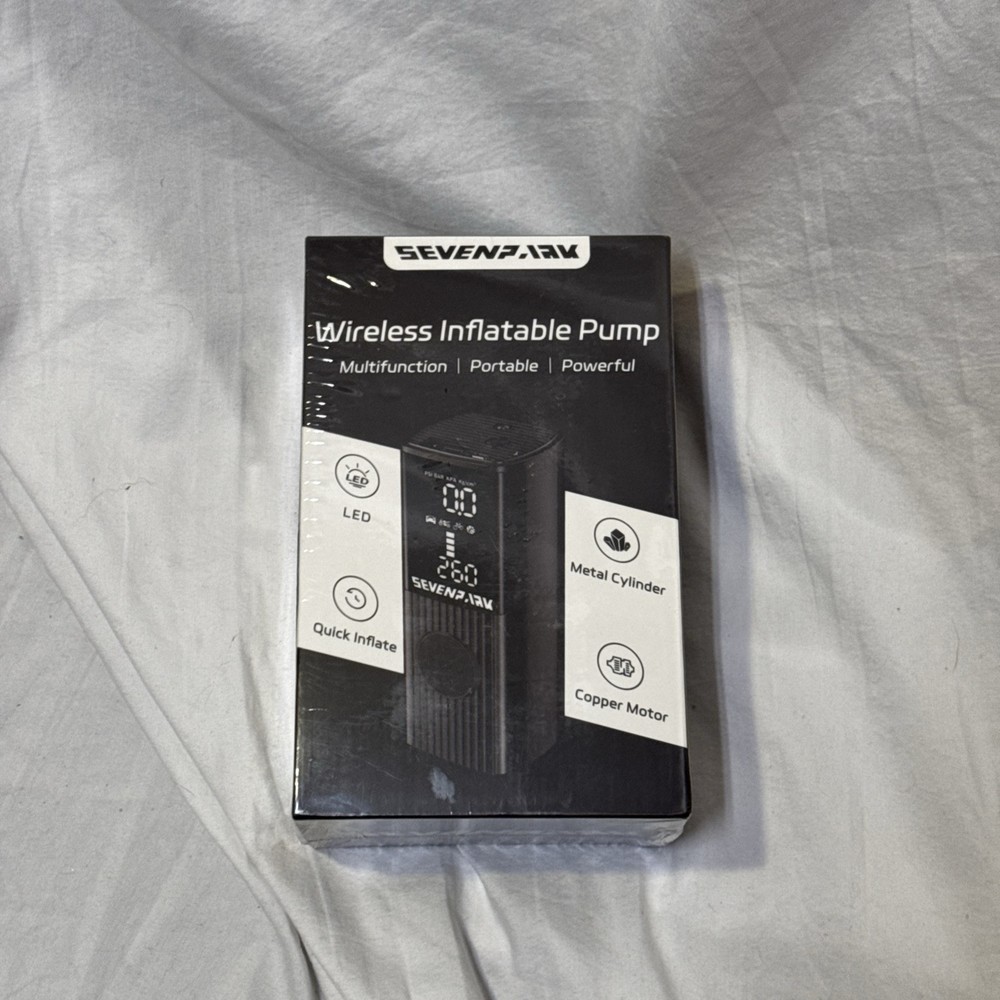 SEVENPARK
Wireless Inflatable Pump
Multifunction | Portable | Powerful
LED
LED
Quick Inflate
0.0
260
SEVENPARK
Metal Cylinder
Copper Motor